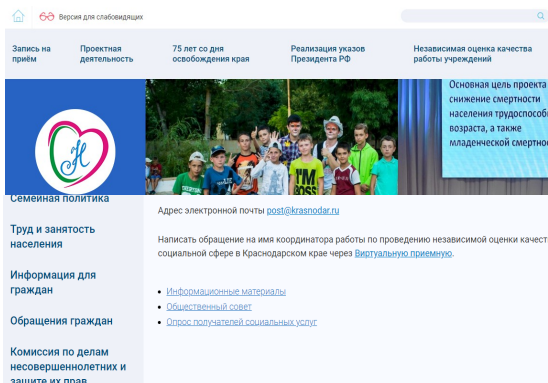 Версия для слабовидящих
Запись на
приём
Проектная
деятельность
75 лет со дня
освобождения края
Реализация указов
Президента РФ
Независимая оценка качества
работы учреждений
Основная цель проекта
снижение смертности
населения трудоспособ
возраста, а также
младенческой смертнос
I'M
BOSS
Н
Семейная политика
Труд и занятость
населения
Информация для
граждан
Обращения граждан
Комиссия по делам
несовершеннолетних и
защите их прав
Адрес электронной почты post@krasnodar.ru
Написать обращение на имя координатора работы по проведению независимой оценки качест
социальной сфере в Краснодарском крае через Виртуальную приемную.
Информационные материалы
Общественный совет
Опрос получателей социальных услуг